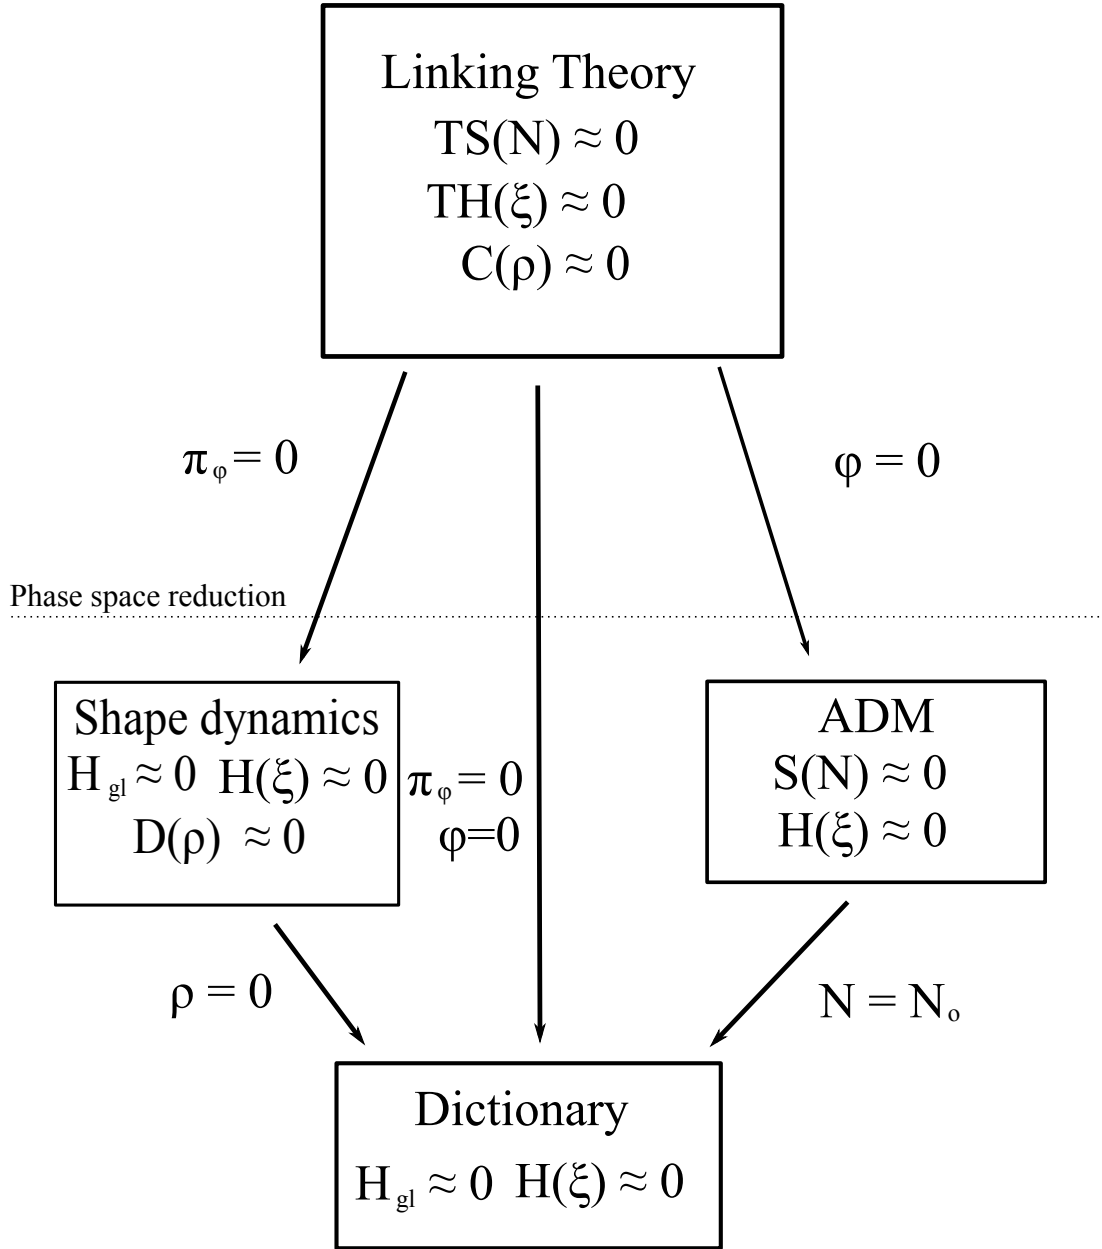 Linking Theory
TS(N) ≈ 0
TH(ξ) ≈ 0
C(ρ) ≈ 0
π_φ = 0
φ = 0
Phase space reduction
Shape dynamics
H_gl ≈ 0 H(ξ) ≈ 0
D(ρ) ≈ 0
π_φ = 0
φ=0
ADM
S(N) ≈ 0
H(ξ) ≈ 0
ρ = 0
N = N_o
Dictionary
H_gl ≈ 0 H(ξ) ≈ 0